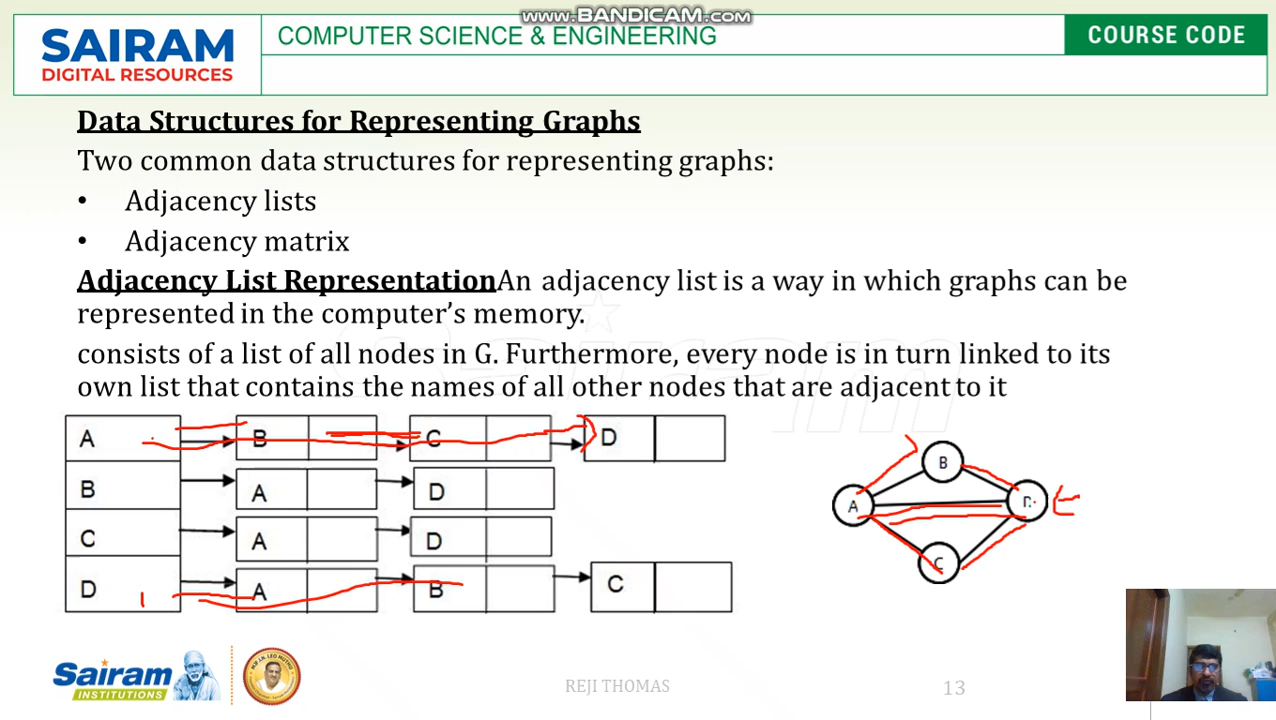 www.BANDICAM.com
SAIRAM
DIGITAL RESOURCES
COMPUTER SCIENCE & ENGINEERING
COURSE CODE
Data Structures for Representing Graphs
Two common data structures for representing graphs:
• Adjacency lists
• Adjacency matrix
Adjacency List RepresentationAn adjacency list is a way in which graphs can be
represented in the computer's memory.
consists of a list of all nodes in G. Furthermore, every node is in turn linked to its
own list that contains the names of all other nodes that are adjacent to it
A B C D
B A D
C A D
D A B C
B
A D
C
Sairam
INSTITUTIONS
REJI THOMAS
13